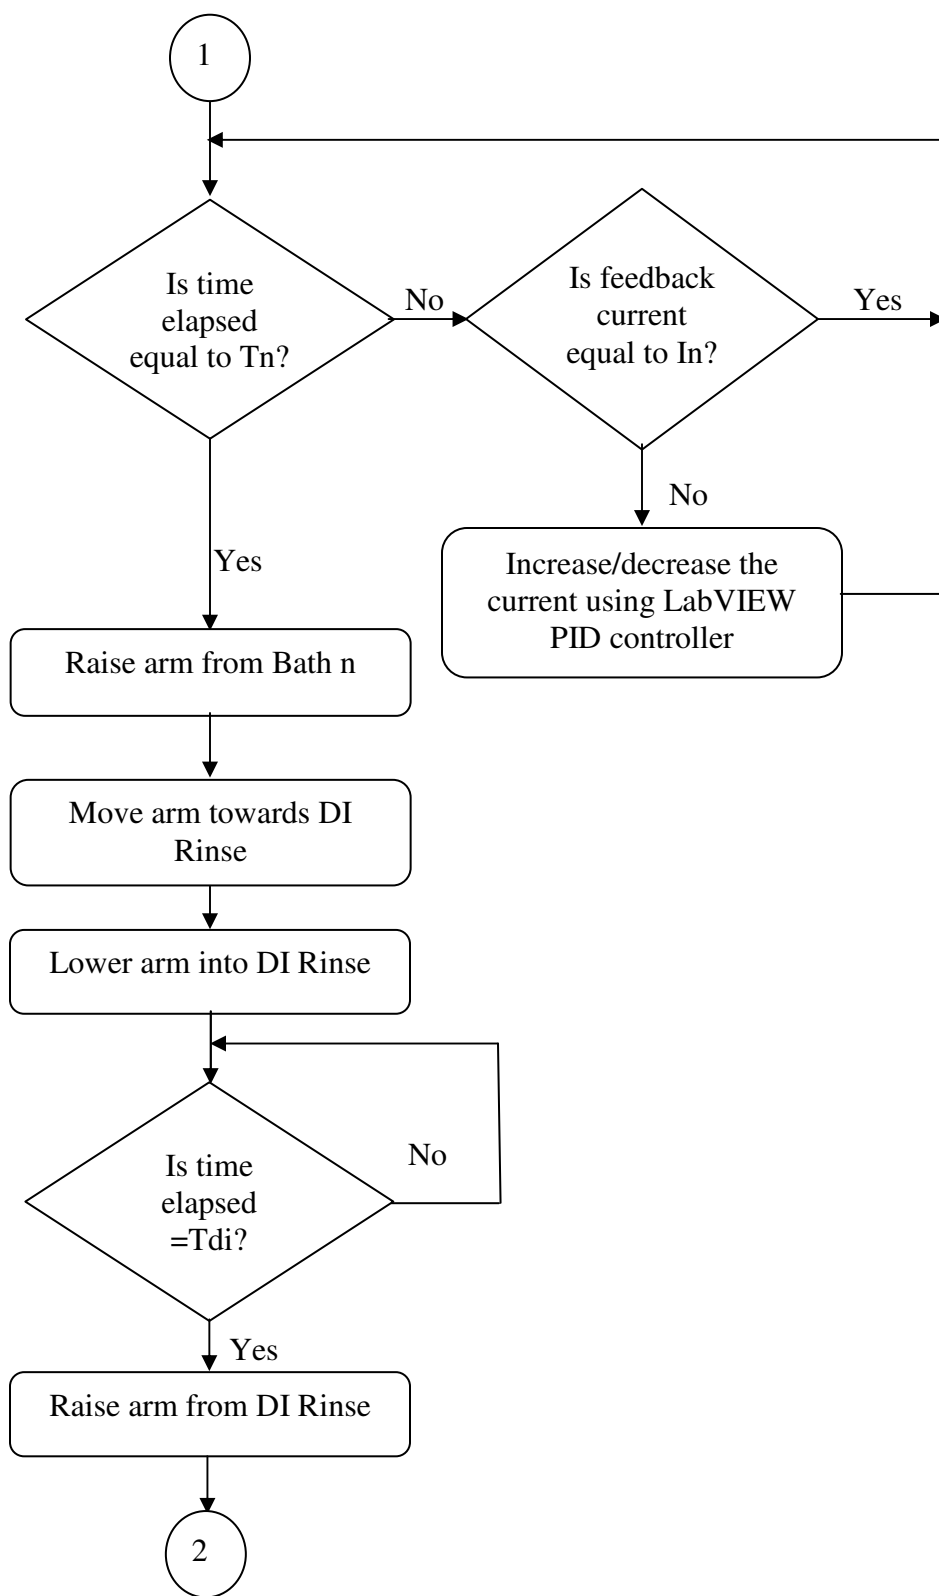 1
Is time
elapsed
equal to Tn?
No
Is feedback
current
equal to In?
Yes
No
Increase/decrease the
current using LabVIEW
PID controller
Yes
Raise arm from Bath n
Move arm towards DI
Rinse
Lower arm into DI Rinse
Is time
elapsed
=Tdi?
No
Yes
Raise arm from DI Rinse
2